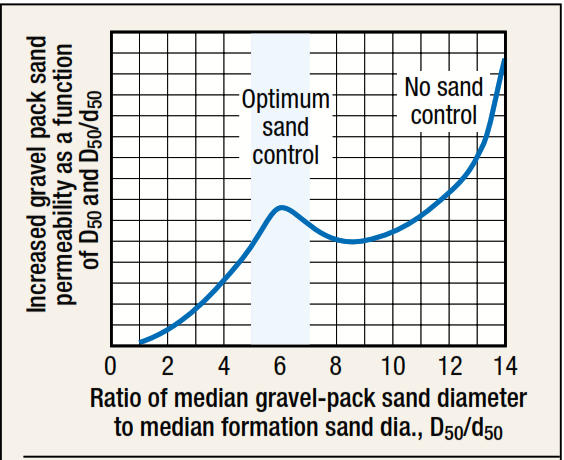 Increased gravel pack sand
permeability as a function
of D50 and D50/d50
Optimum
sand
control
No sand
control
0 2 4 6 8 10 12 14
Ratio of median gravel-pack sand diameter
to median formation sand dia., D50/d50